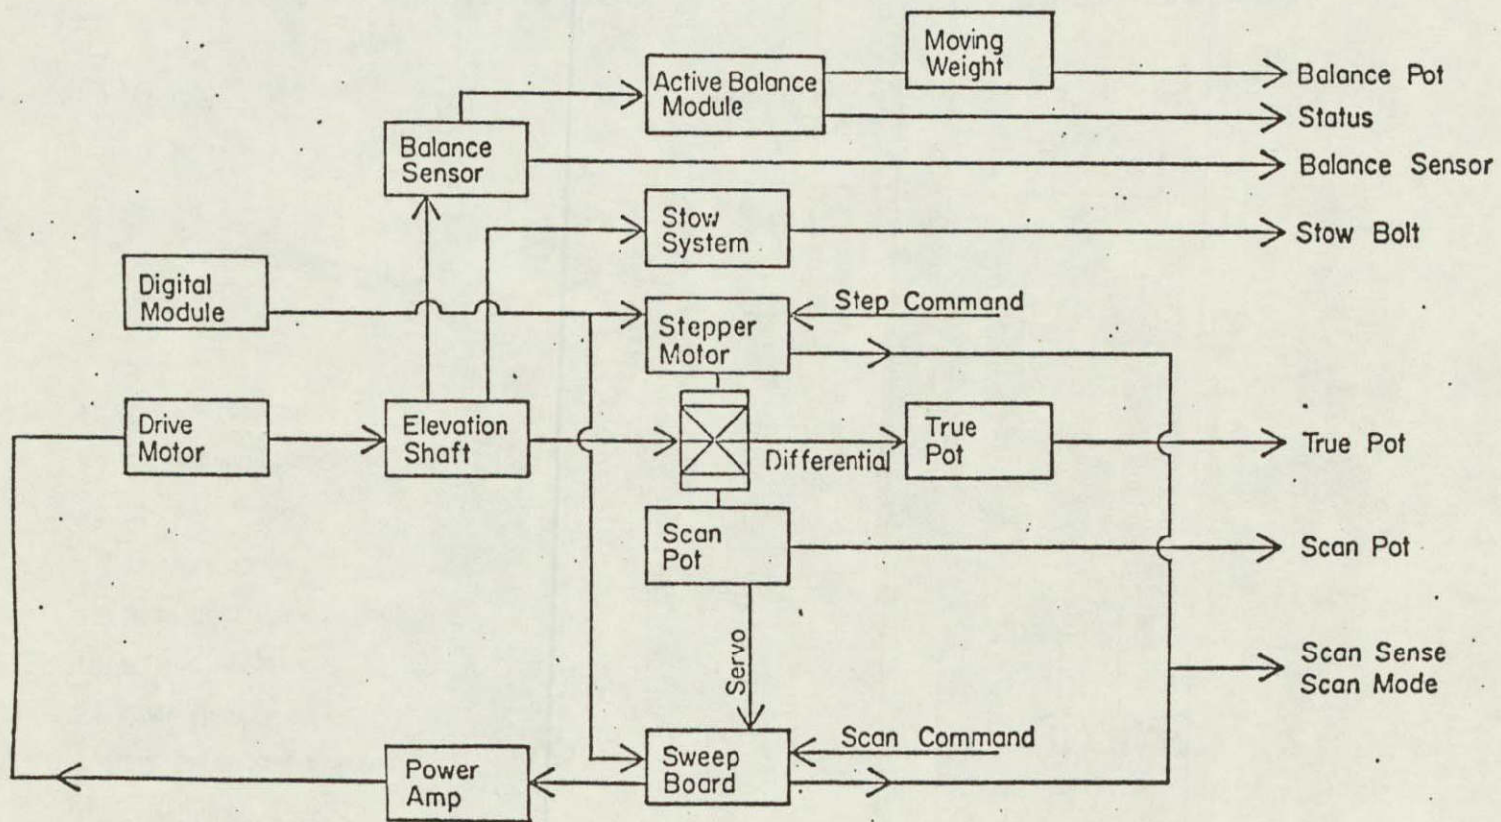 Moving
Weight
Active Balance
Module
Balance Pot
Status
Balance
Sensor
Balance Sensor
Stow
System
Stow Bolt
Digital
Module
Stepper
Motor
Step Command
Drive
Motor
Elevation
Shaft
Differential
True
Pot
True Pot
Scan
Pot
Scan Pot
Servo
Scan Sense
Scan Mode
Power
Amp
Sweep
Board
Scan Command